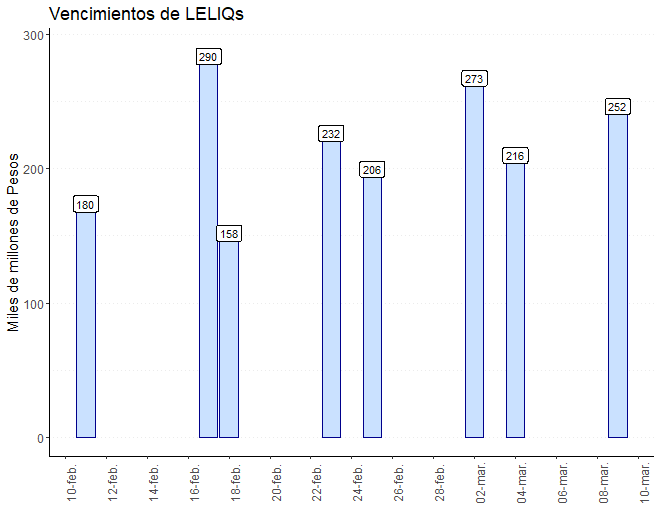 Vencimientos de LELIQs
Miles de millones de Pesos
300
200
100
0
180
290
158
232
206
273
216
252
10-feb.
12-feb.
14-feb.
16-feb.
18-feb.
20-feb.
22-feb.
24-feb.
26-feb.
28-feb.
02-mar.
04-mar.
06-mar.
08-mar.
10-mar.